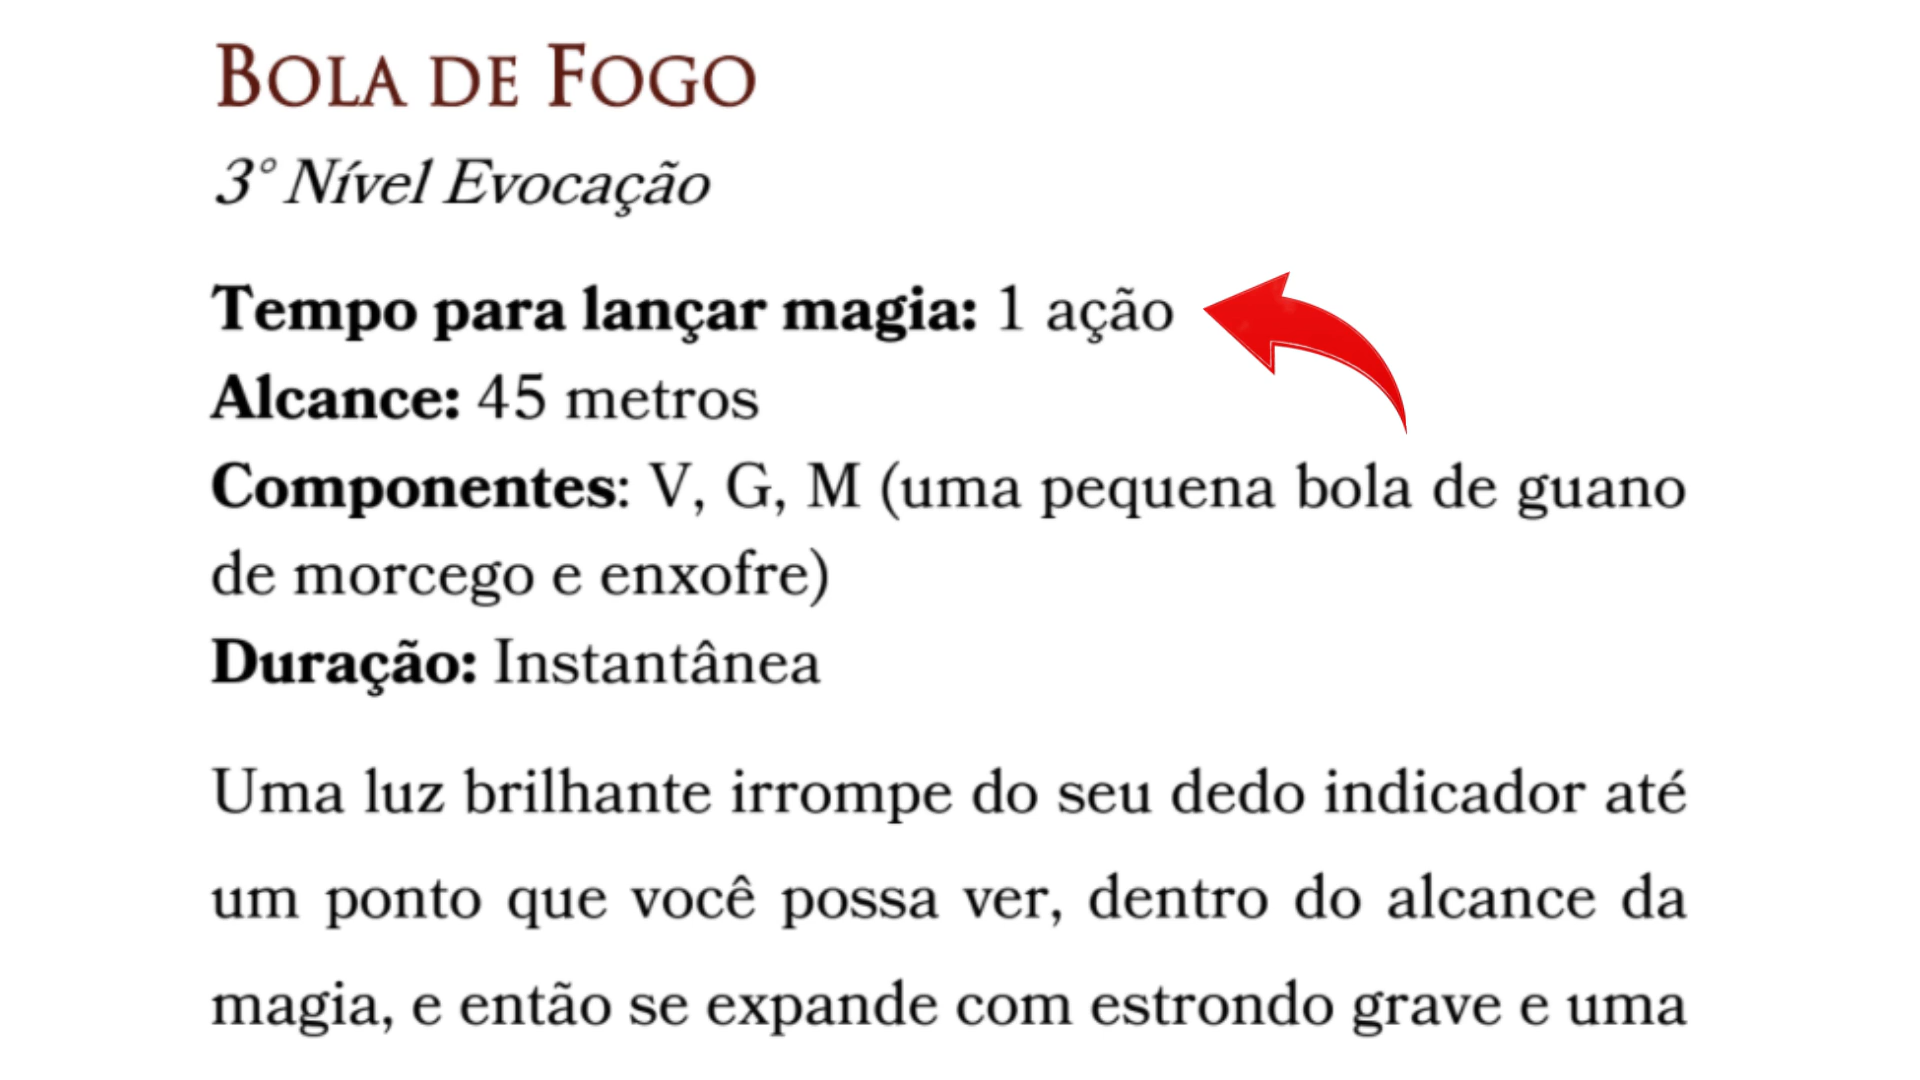 BOLA DE FOGO
3° Nível Evocação
Tempo para lançar magia: 1 ação
Alcance: 45 metros
Componentes: V, G, M (uma pequena bola de guano
de morcego e enxofre)
Duração: Instantânea
Uma luz brilhante irrompe do seu dedo indicador até
um ponto que você possa ver, dentro do alcance da
magia, e então se expande com estrondo grave e uma